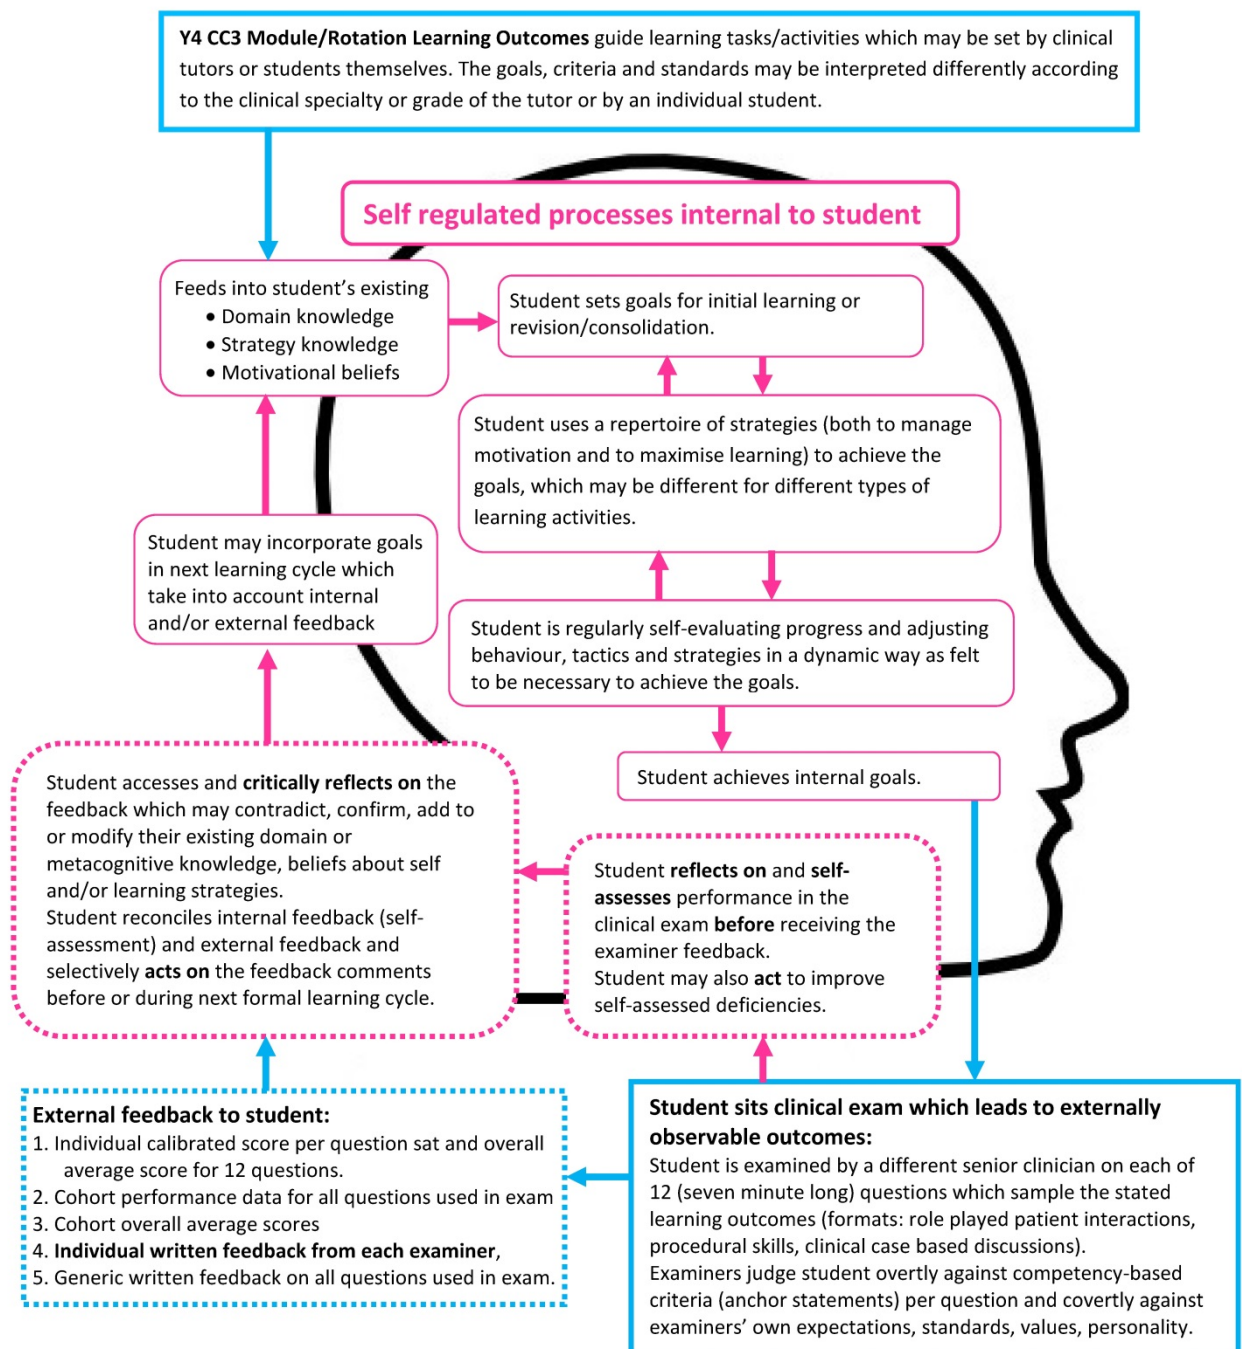 Y4 CC3 Module/Rotation Learning Outcomes guide learning tasks/activities which may be set by clinical
tutors or students themselves. The goals, criteria and standards may be interpreted differently according
to the clinical specialty or grade of the tutor or by an individual student.
Self regulated processes internal to student
Feeds into student’s existing
• Domain knowledge
• Strategy knowledge
• Motivational beliefs
Student sets goals for initial learning or
revision/consolidation.
Student uses a repertoire of strategies (both to manage
motivation and to maximise learning) to achieve the
goals, which may be different for different types of
learning activities.
Student may incorporate goals
in next learning cycle which
take into account internal
and/or external feedback
Student is regularly self-evaluating progress and adjusting
behaviour, tactics and strategies in a dynamic way as felt
to be necessary to achieve the goals.
Student achieves internal goals.
Student accesses and critically reflects on the
feedback which may contradict, confirm, add to
or modify their existing domain or
metacognitive knowledge, beliefs about self
and/or learning strategies.
Student reconciles internal feedback (self-
assessment) and external feedback and
selectively acts on the feedback comments
before or during next formal learning cycle.
Student reflects on and self-
assesses performance in the
clinical exam before receiving the
examiner feedback.
Student may also act to improve
self-assessed deficiencies.
External feedback to student:
1. Individual calibrated score per question sat and overall
average score for 12 questions.
2. Cohort performance data for all questions used in exam
3. Cohort overall average scores
4. Individual written feedback from each examiner,
5. Generic written feedback on all questions used in exam.
Student sits clinical exam which leads to externally
observable outcomes:
Student is examined by a different senior clinician on each of
12 (seven minute long) questions which sample the stated
learning outcomes (formats: role played patient interactions,
procedural skills, clinical case based discussions).
Examiners judge student overtly against competency-based
criteria (anchor statements) per question and covertly against
examiners’ own expectations, standards, values, personality.